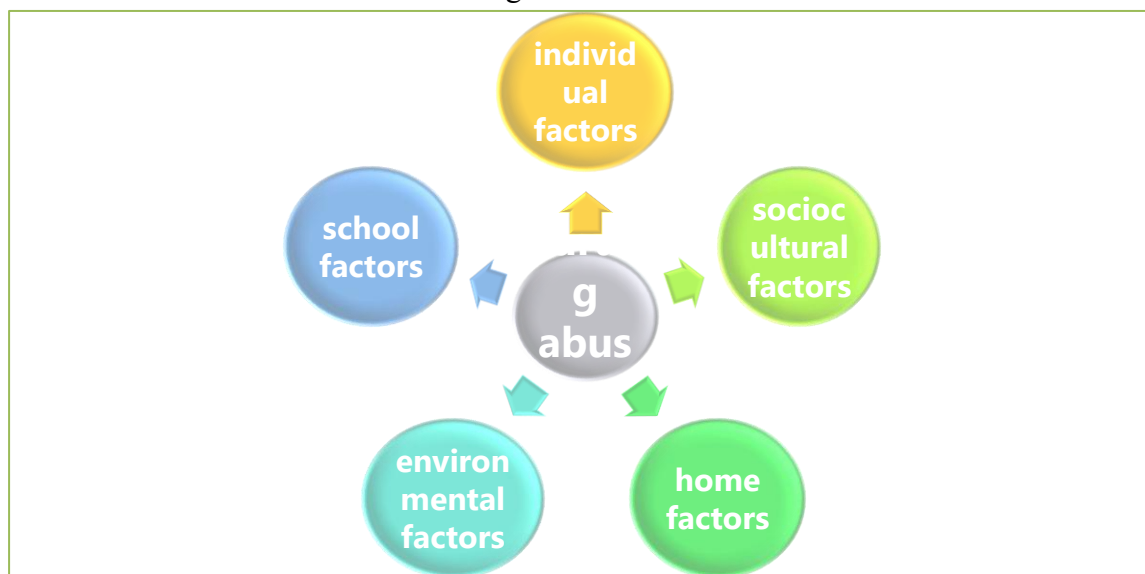 g
individ
ual
factors
socioc
ultural
factors
school
factors
g
abus
environ
mental
factors
home
factors